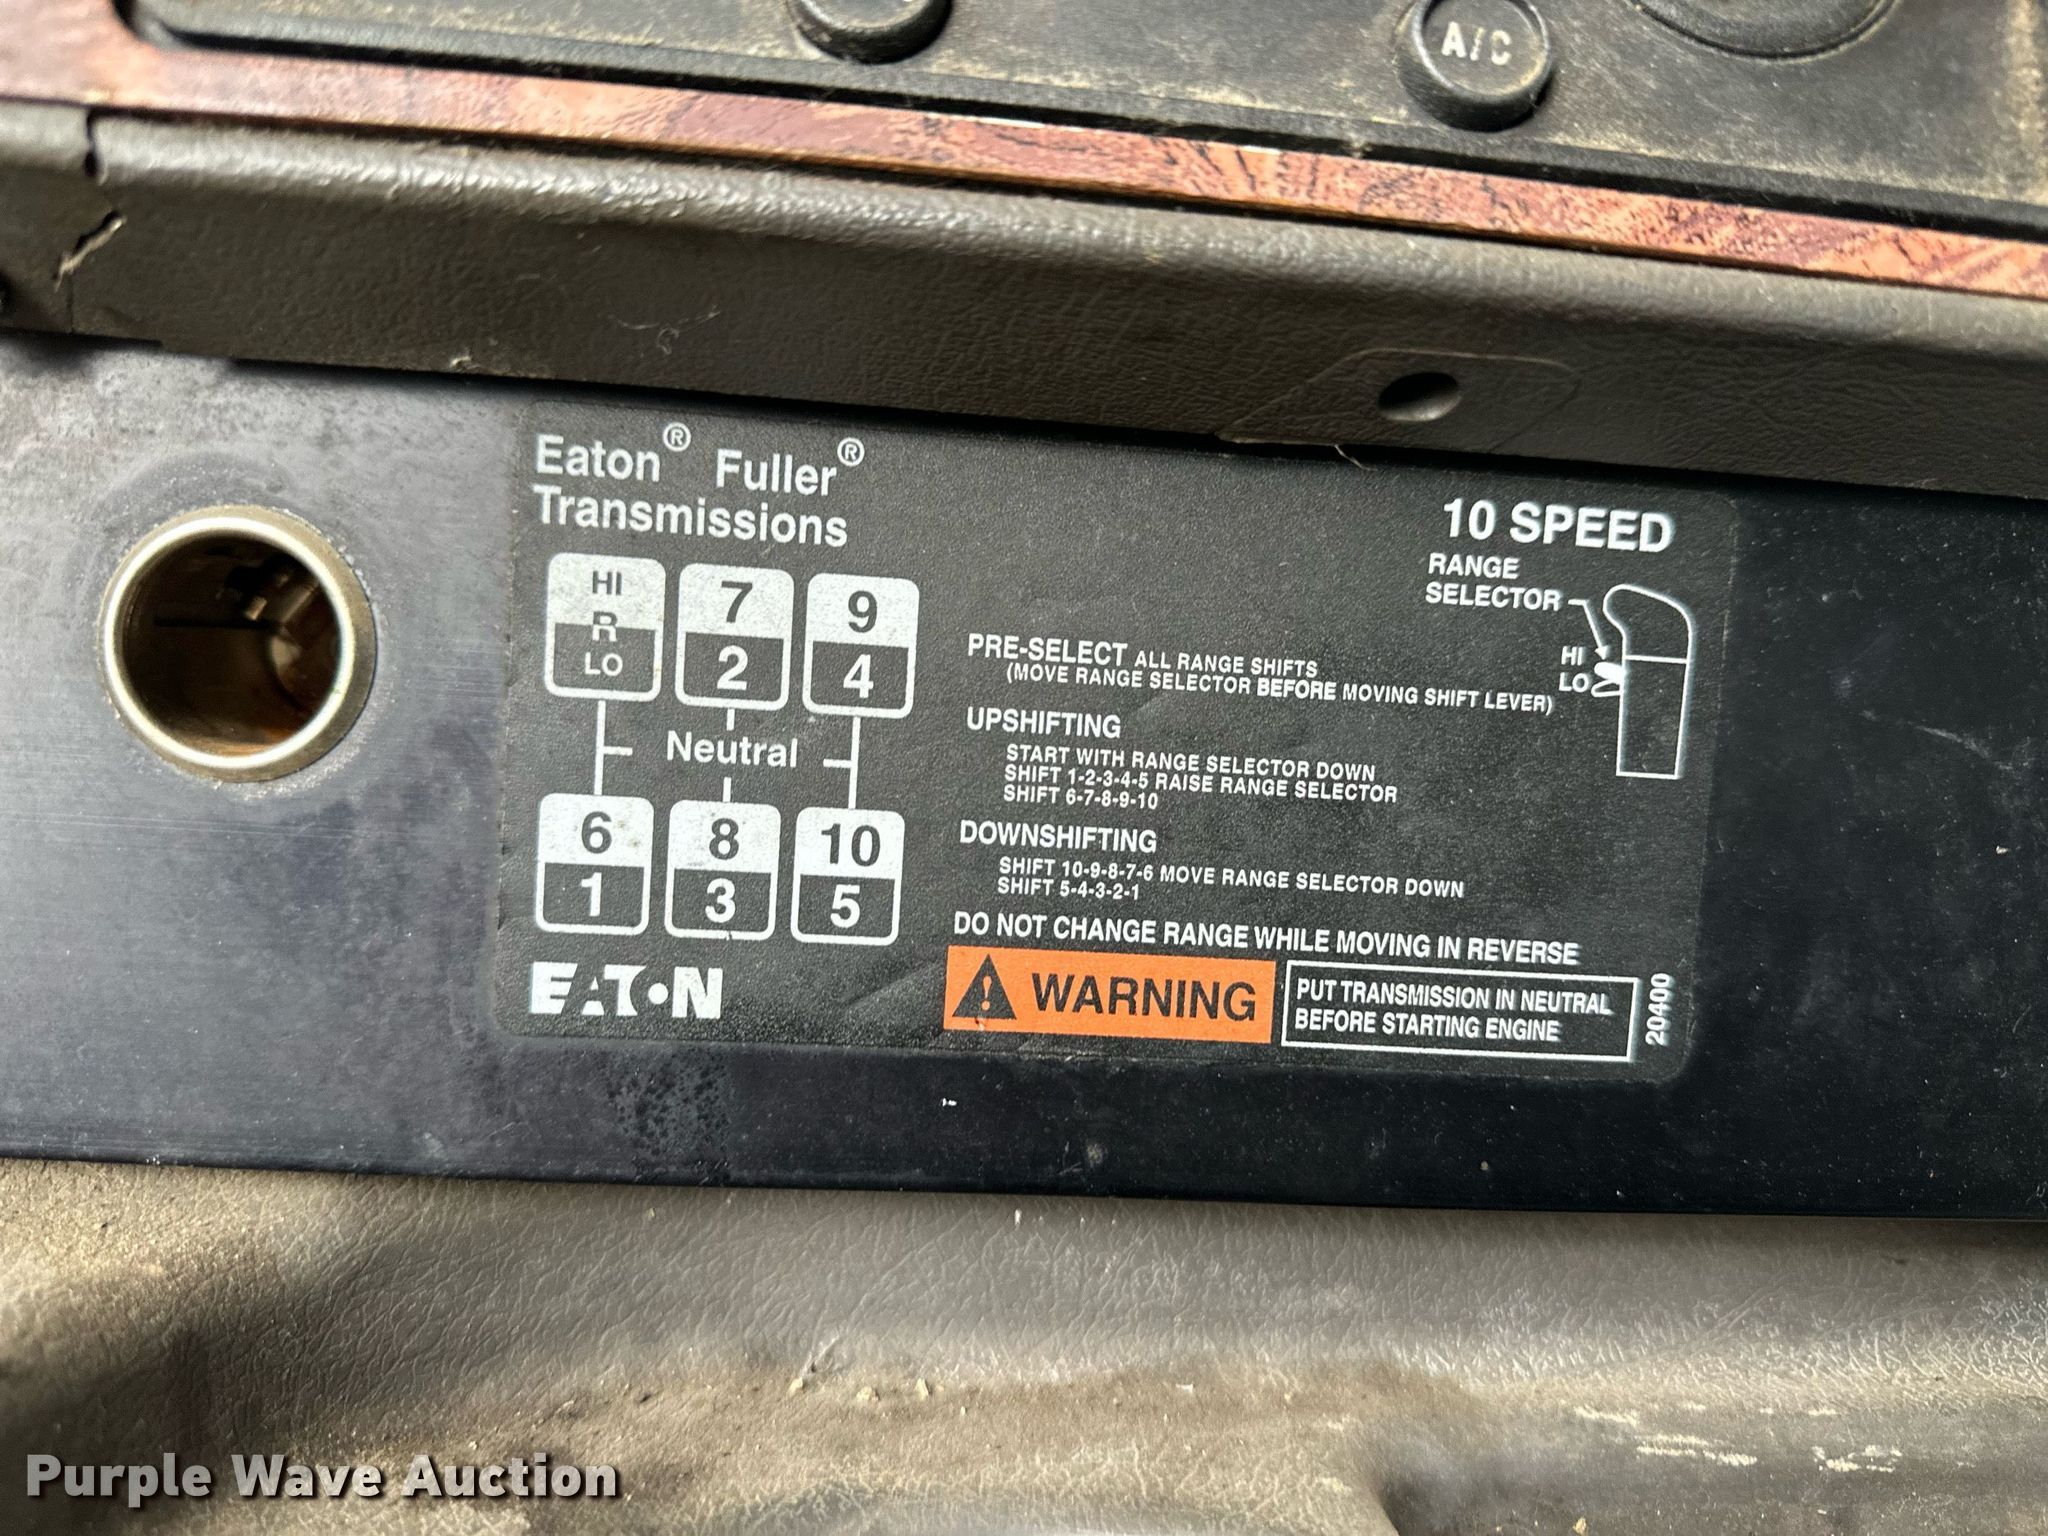 A/C
Eaton® Fuller®
Transmissions
HI
R
LO
7
2
9
4
Neutral
6
1
8
3
10
5
EATON
10 SPEED
RANGE
SELECTOR
HI
LO
PRE-SELECT ALL RANGE SHIFTS
(MOVE RANGE SELECTOR BEFORE MOVING SHIFT LEVER)
UPSHIFTING
START WITH RANGE SELECTOR DOWN
SHIFT 1-2-3-4-5 RAISE RANGE SELECTOR
SHIFT 6-7-8-9-10
DOWNSHIFTING
SHIFT 10-9-8-7-6 MOVE RANGE SELECTOR DOWN
SHIFT 5-4-3-2-1
DO NOT CHANGE RANGE WHILE MOVING IN REVERSE
WARNING
PUT TRANSMISSION IN NEUTRAL
BEFORE STARTING ENGINE
20400
Purple Wave Auction